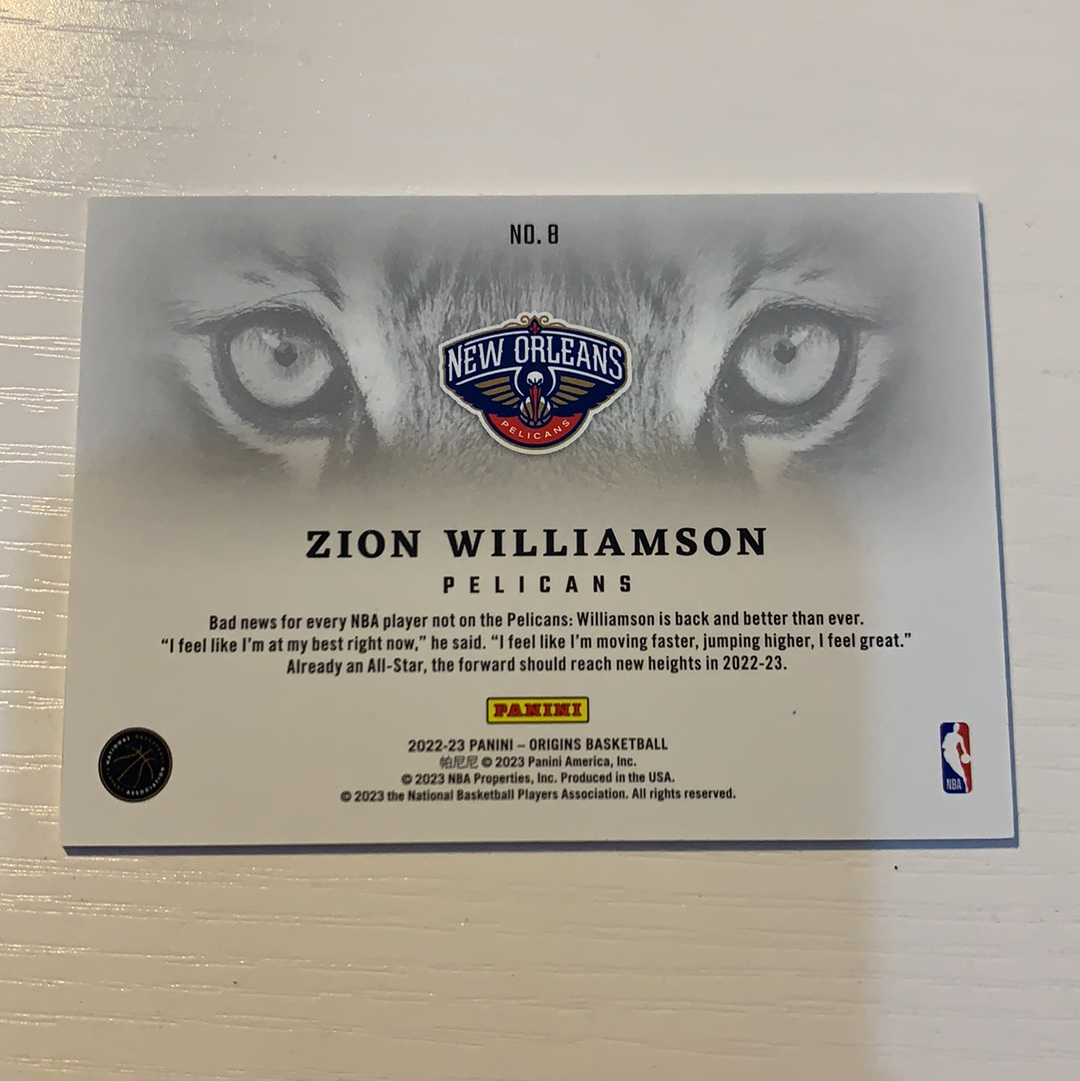 NO. 8
NEW ORLEANS
PELICANS
ZION WILLIAMSON
PELICANS
Bad news for every NBA player not on the Pelicans: Williamson is back and better than ever.
“I feel like I’m at my best right now,” he said. “I feel like I’m moving faster, jumping higher, I feel great.”
Already an All-Star, the forward should reach new heights in 2022-23.
PANINI
2022-23 PANINI – ORIGINS BASKETBALL
帕尼尼 © 2023 Panini America, Inc.
© 2023 NBA Properties, Inc. Produced in the USA.
© 2023 the National Basketball Players Association. All rights reserved.
NATIONAL
ASSOCIATION
NBA